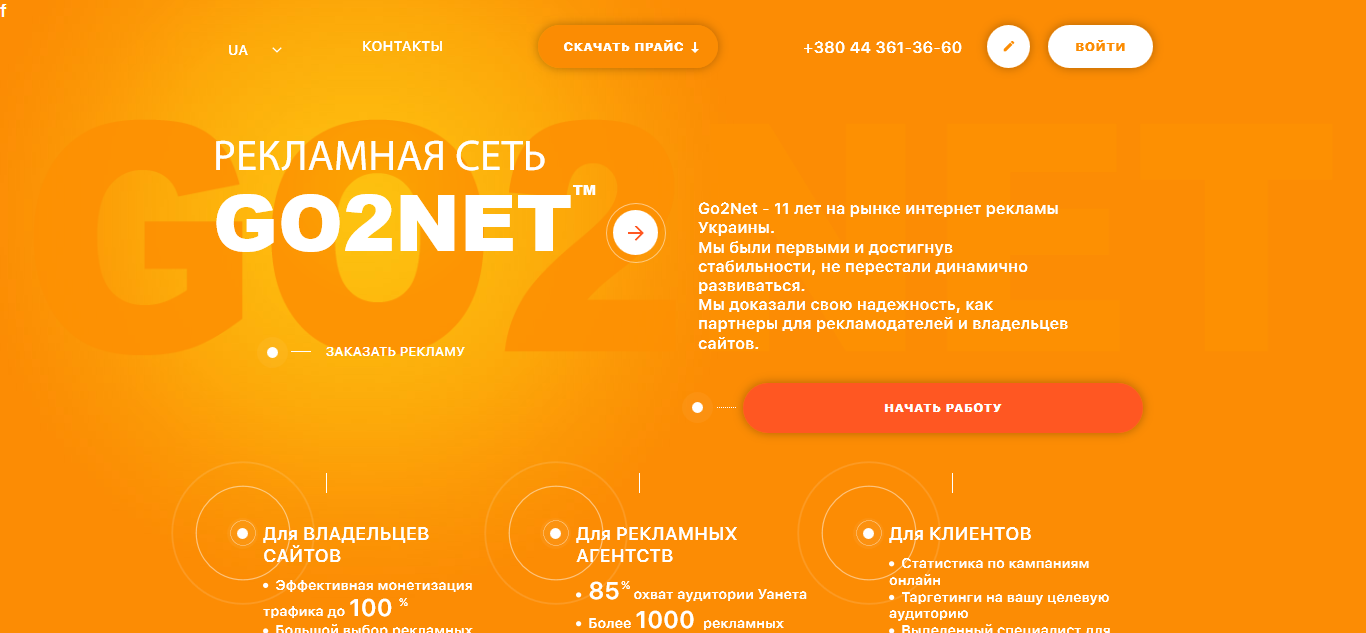 f
UA
КОНТАКТЫ
СКАЧАТЬ ПРАЙС ↓
+380 44 361-36-60
ВОЙТИ
GO2NET
РЕКЛАМНАЯ СЕТЬ
GO2NET™
Go2Net - 11 лет на рынке интернет рекламы
Украины.
Мы были первыми и достигнув
стабильности, не перестали динамично
развиваться.
Мы доказали свою надежность, как
партнеры для рекламодателей и владельцев
сайтов.
ЗАКАЗАТЬ РЕКЛАМУ
НАЧАТЬ РАБОТУ
Для ВЛАДЕЛЬЦЕВ
САЙТОВ
• Эффективная монетизация
трафика до 100 %
• Большой выбор рекламных
Для РЕКЛАМНЫХ
АГЕНТСТВ
• 85% охват аудитории Уанета
• Более 1000 рекламных
Для КЛИЕНТОВ
• Статистика по кампаниям
онлайн
• Таргетинги на вашу целевую
аудиторию
• Выделенный специалист для